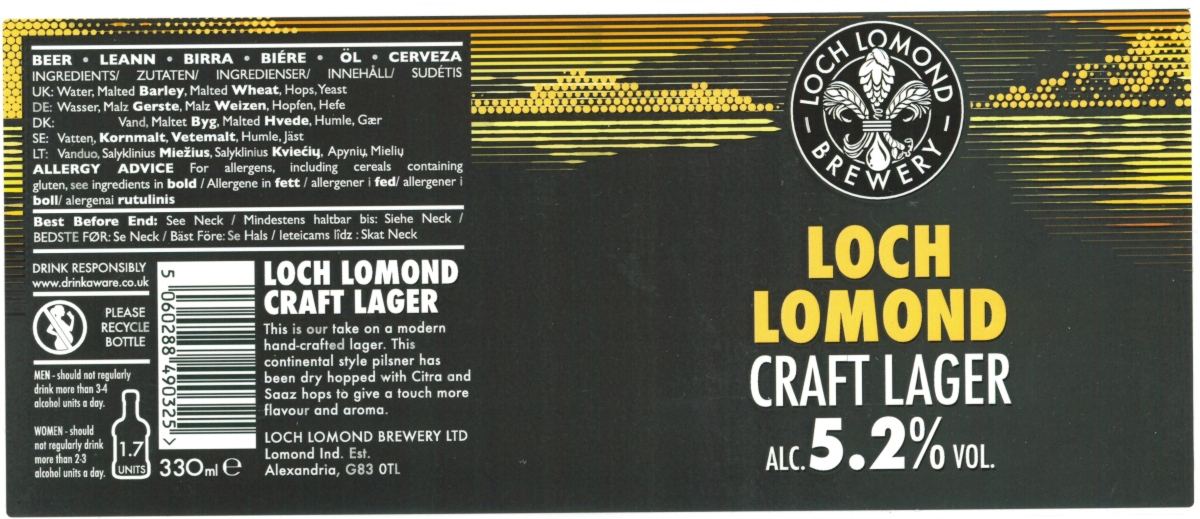 BEER • LEANN • BIRRA • BIÉRE • ÖL • CERVEZA
INGREDIENTS/ ZUTATEN/ INGREDIENSER/ INNEHÅLL/ SUDÉTIS
UK: Water, Malted Barley, Malted Wheat, Hops, Yeast
DE: Wasser, Malz Gerste, Malz Weizen, Hopfen, Hefe
DK: Vand, Maltet Byg, Malted Hvede, Humle, Gær
SE: Vatten, Kornmalt, Vetemalt, Humle, Jäst
LT: Vanduo, Salyklinius Miežius, Salyklinius Kviečių, Apynių, Mielių
ALLERGY ADVICE For allergens, including cereals containing
gluten, see ingredients in bold / Allergene in fett / allergener i fed/ allergener i
boll/ alergenai rutulinis
Best Before End: See Neck / Mindestens haltbar bis: Siehe Neck /
BEDSTE FØR: Se Neck / Bäst Före: Se Hals / Ieteicams līdz : Skat Neck
DRINK RESPONSIBLY
www.drinkaware.co.uk
PLEASE
RECYCLE
BOTTLE
MEN - should not regularly
drink more than 3-4
alcohol units a day.
WOMEN - should
not regularly drink
more than 2-3
alcohol units a day.
1.7
UNITS
5 060288 490325 >
330ml e
LOCH LOMOND
CRAFT LAGER
This is our take on a modern
hand-crafted lager. This
continental style pilsner has
been dry hopped with Citra and
Saaz hops to give a touch more
flavour and aroma.
LOCH LOMOND BREWERY LTD
Lomond Ind. Est.
Alexandria, G83 0TL
LOCH LOMOND
BREWERY
LOCH
LOMOND
CRAFT LAGER
ALC. 5.2% VOL.